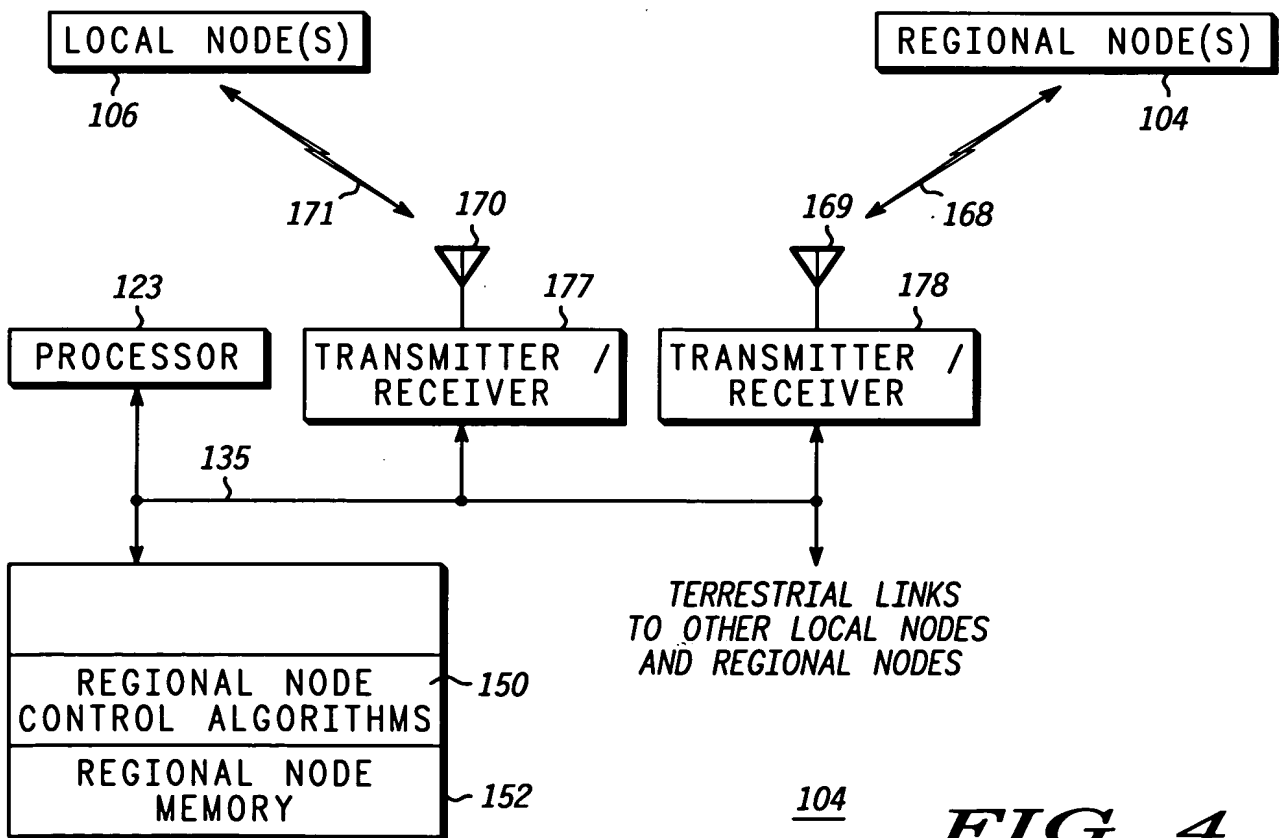 LOCAL NODE(S)
REGIONAL NODE(S)
106
104
171
168
170
169
123
177
178
PROCESSOR
TRANSMITTER /
RECEIVER
TRANSMITTER /
RECEIVER
135
TERRESTRIAL LINKS
TO OTHER LOCAL NODES
AND REGIONAL NODES
REGIONAL NODE
CONTROL ALGORITHMS
150
REGIONAL NODE
MEMORY
152
104
FIG. 4